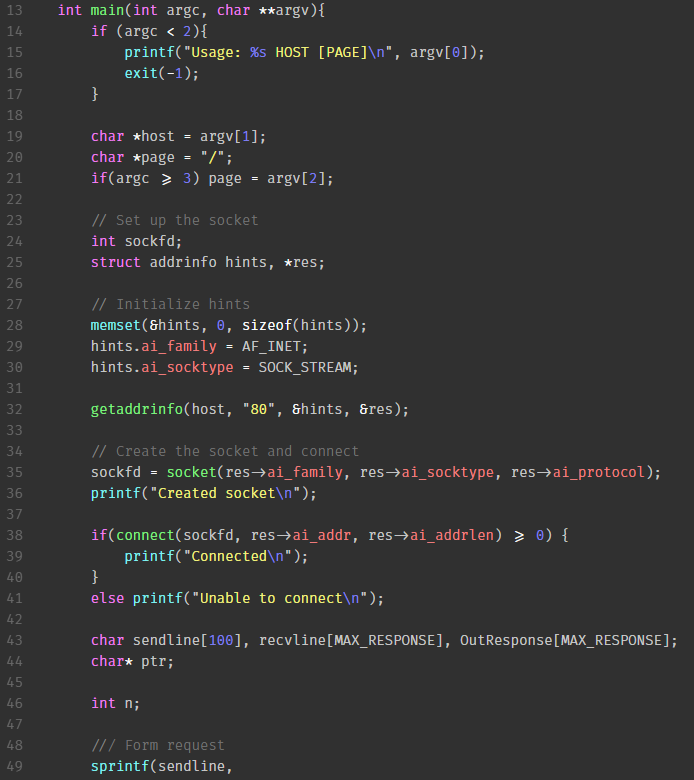 13 int main(int argc, char **argv){
14 if (argc < 2){
15 printf("Usage: %s HOST [PAGE]\n", argv[0]);
16 exit(-1);
17 }
18
19 char *host = argv[1];
20 char *page = "/";
21 if(argc >= 3) page = argv[2];
22
23 // Set up the socket
24 int sockfd;
25 struct addrinfo hints, *res;
26
27 // Initialize hints
28 memset(&hints, 0, sizeof(hints));
29 hints.ai_family = AF_INET;
30 hints.ai_socktype = SOCK_STREAM;
31
32 getaddrinfo(host, "80", &hints, &res);
33
34 // Create the socket and connect
35 sockfd = socket(res->ai_family, res->ai_socktype, res->ai_protocol);
36 printf("Created socket\n");
37
38 if(connect(sockfd, res->ai_addr, res->ai_addrlen) >= 0) {
39 printf("Connected\n");
40 }
41 else printf("Unable to connect\n");
42
43 char sendline[100], recvline[MAX_RESPONSE], OutResponse[MAX_RESPONSE];
44 char* ptr;
45
46 int n;
47
48 /// Form request
49 sprintf(sendline,